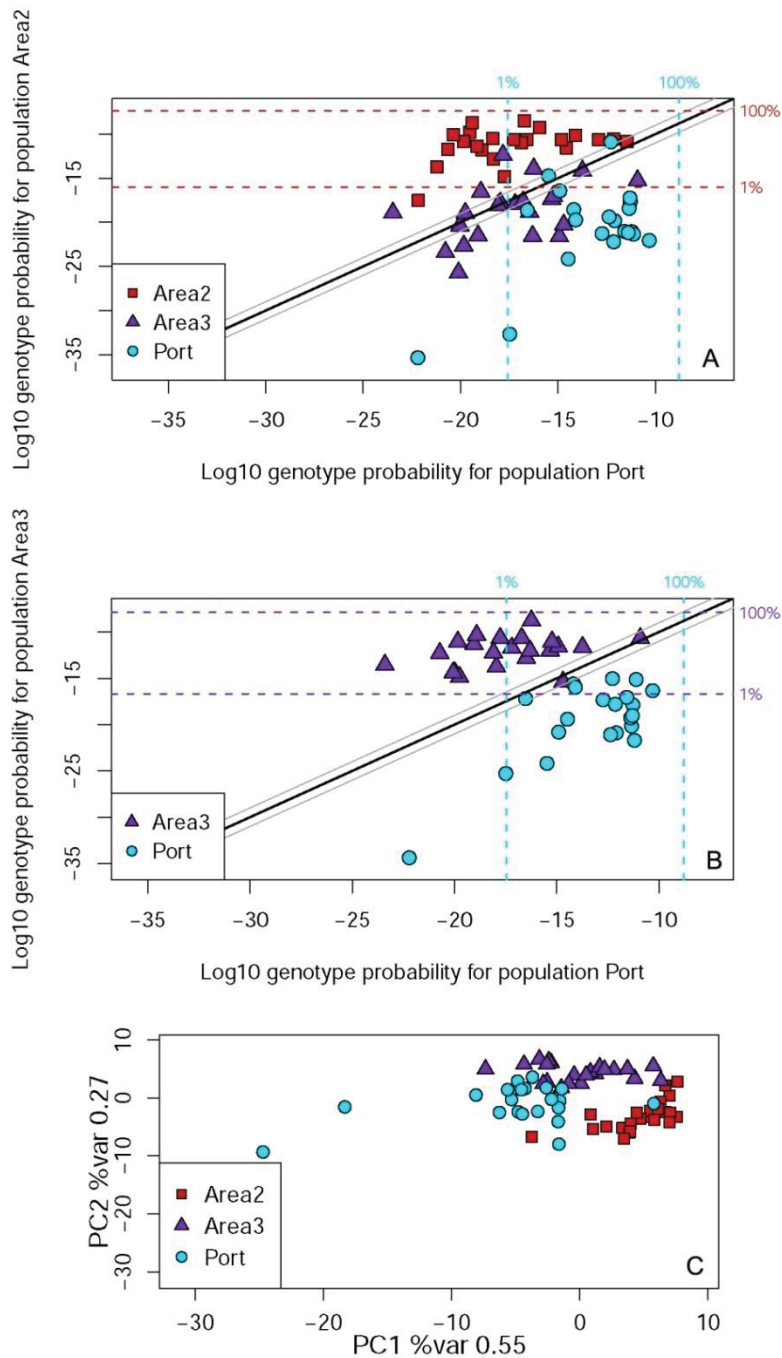 1%
100%
Log10 genotype probability for population Area2
−15
−25
−35
100%
1%
Area2
Area3
Port
A
−35
−30
−25
−20
−15
−10
Log10 genotype probability for population Port
1%
100%
Log10 genotype probability for population Area3
−15
−25
−35
100%
1%
Area3
Port
B
−35
−30
−25
−20
−15
−10
Log10 genotype probability for population Port
PC2 %var 0.27
10
0
−10
−20
−30
Area2
Area3
Port
C
−30
−20
−10
0
10
PC1 %var 0.55